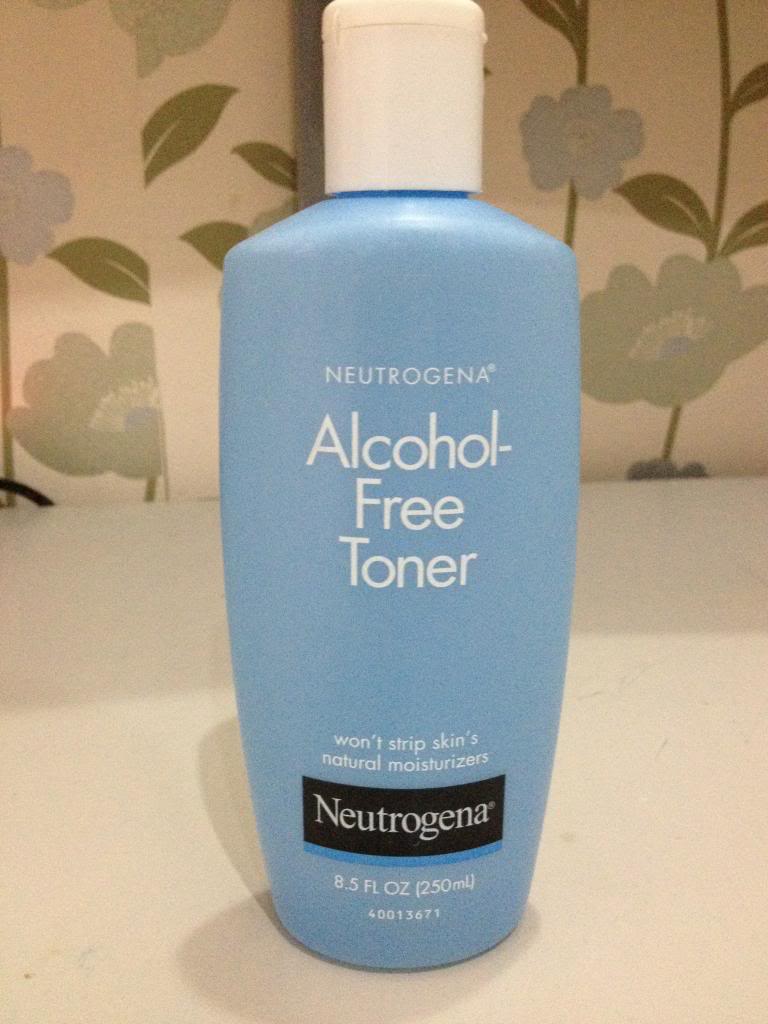 NEUTROGENA®
Alcohol-
Free
Toner
won't strip skin's
natural moisturizers
Neutrogena®
8.5 FL OZ (250mL)
40013671